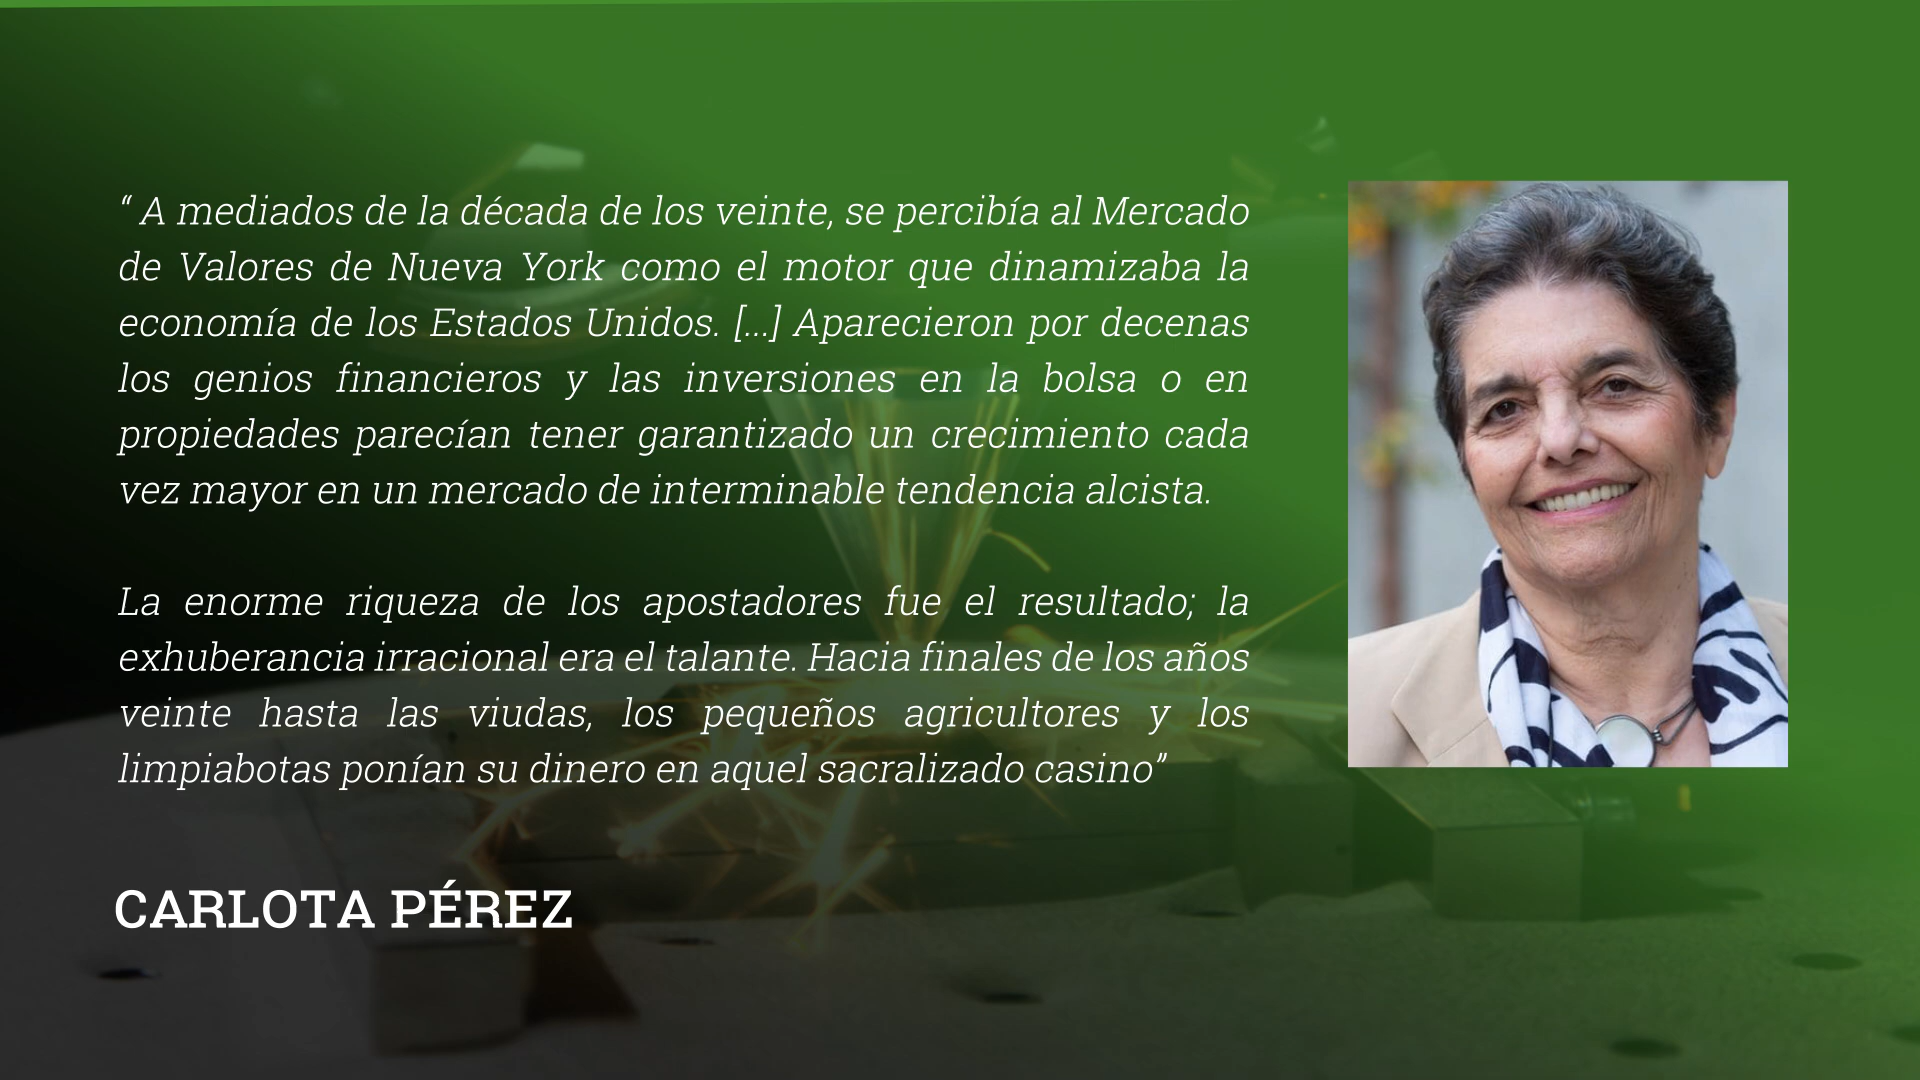 “ A mediados de la década de los veinte, se percibía al Mercado
de Valores de Nueva York como el motor que dinamizaba la
economía de los Estados Unidos. [...] Aparecieron por decenas
los genios financieros y las inversiones en la bolsa o en
propiedades parecían tener garantizado un crecimiento cada
vez mayor en un mercado de interminable tendencia alcista.
La enorme riqueza de los apostadores fue el resultado; la
exhuberancia irracional era el talante. Hacia finales de los años
veinte hasta las viudas, los pequeños agricultores y los
limpiabotas ponían su dinero en aquel sacralizado casino”
CARLOTA PÉREZ